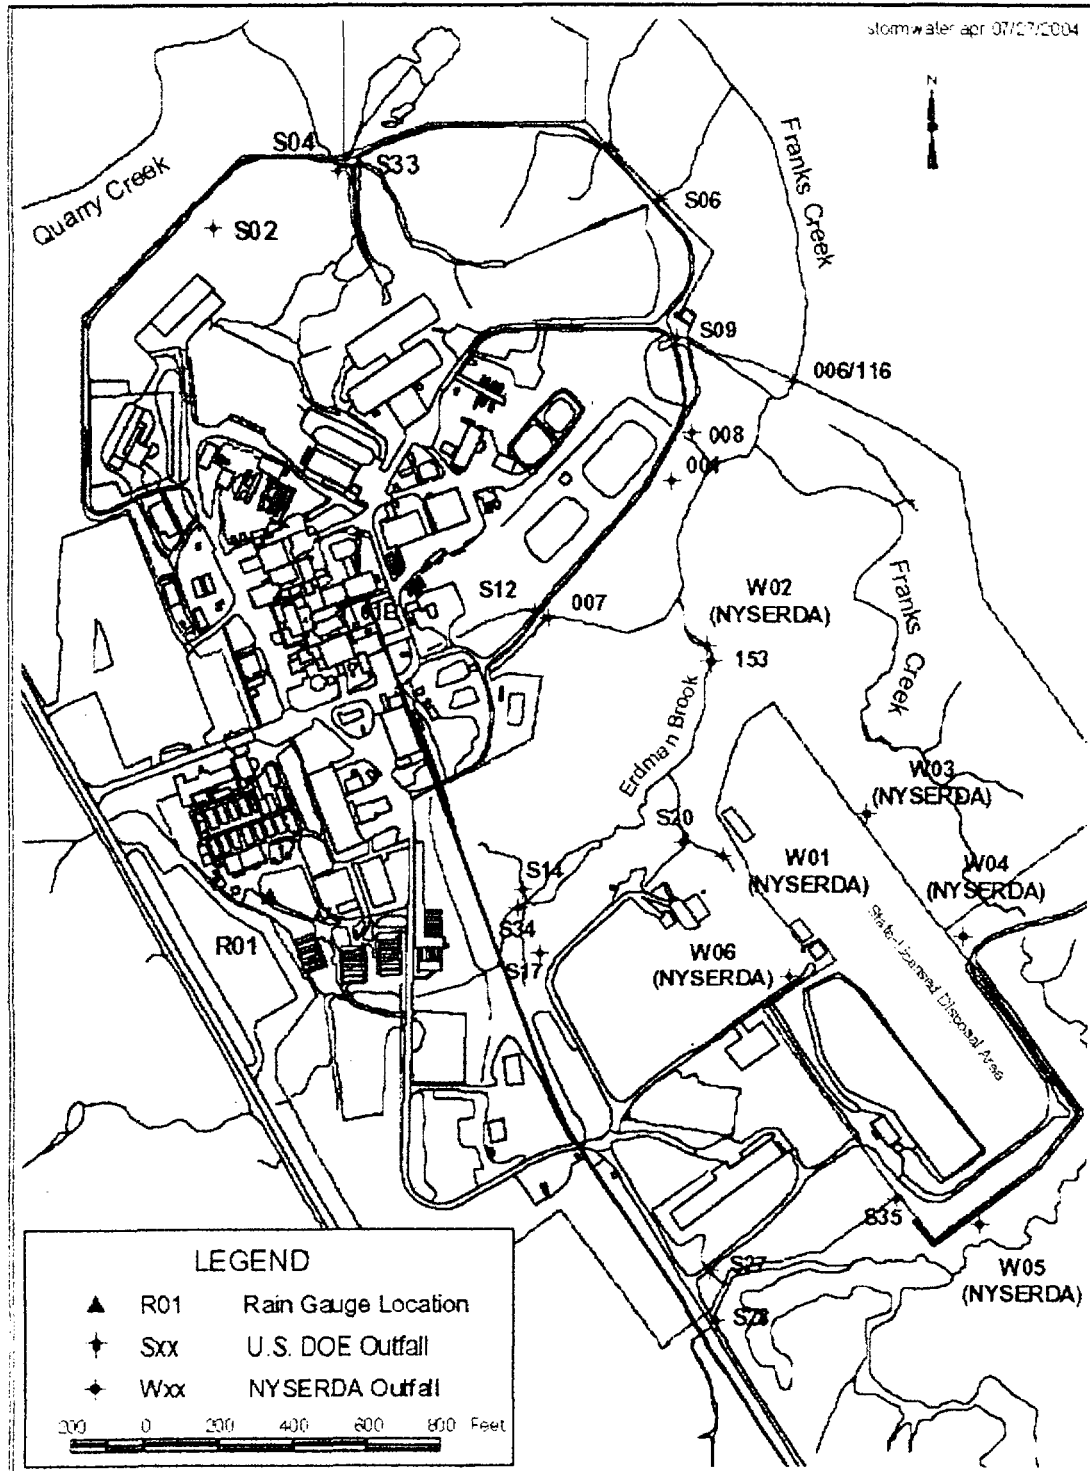 stormwater.apr 07/27/2004
N
S04
S33
Quarry Creek
Franks Creek
S02
S06
S09
006/116
008
001
S12
007
W02
(NYSERDA)
153
Franks Creek
Erdman Brook
W03
(NYSERDA)
S20
W01
(NYSERDA)
W04
(NYSERDA)
S14
S34
R01
S17
W06
(NYSERDA)
State-Licensed Disposal Area
S35
W05
(NYSERDA)
S27
S28
LEGEND
R01 Rain Gauge Location
Sxx U.S. DOE Outfall
Wxx NYSERDA Outfall
200 0 200 400 600 800 Feet